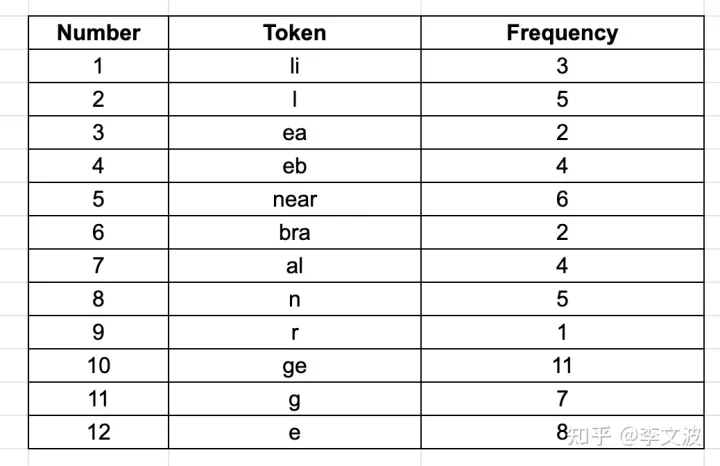 Number Token Frequency
1 li 3
2 l 5
3 ea 2
4 eb 4
5 near 6
6 bra 2
7 al 4
8 n 5
9 r 1
10 ge 11
11 g 7
12 e 8
知乎 @李文波